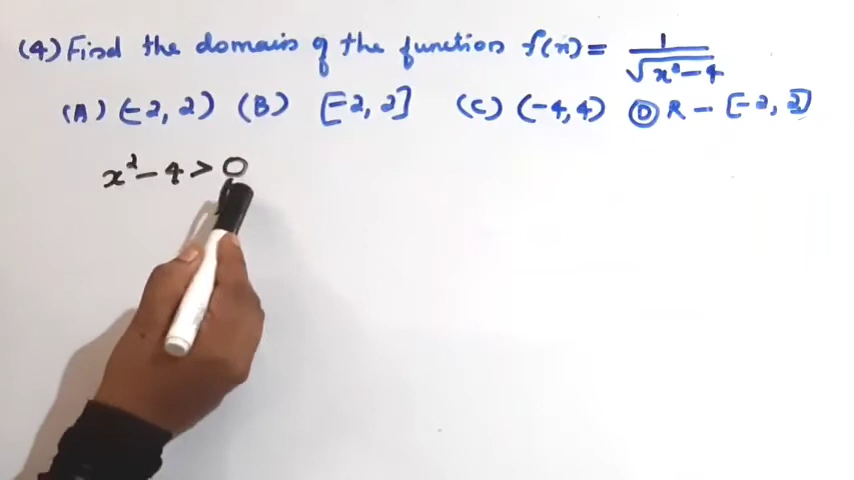 (4) Find the domain of the function f(x) = 1/√x²-4
(A) (-2, 2) (B) [-2, 2] (C) (-4, 4) (D) R - [-2, 2]
x² - 4 > 0